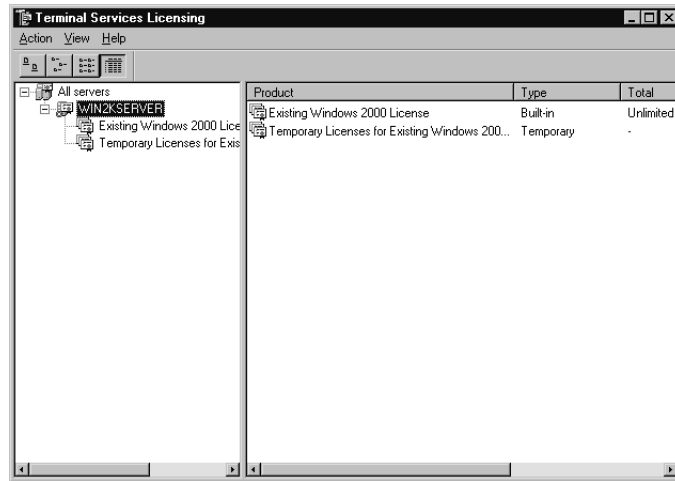 Terminal Services Licensing
Action View Help
All servers
WIN2KSERVER
Existing Windows 2000 Lice
Temporary Licenses for Exis
Product Type Total
Existing Windows 2000 License Built-in Unlimited
Temporary Licenses for Existing Windows 200... Temporary -